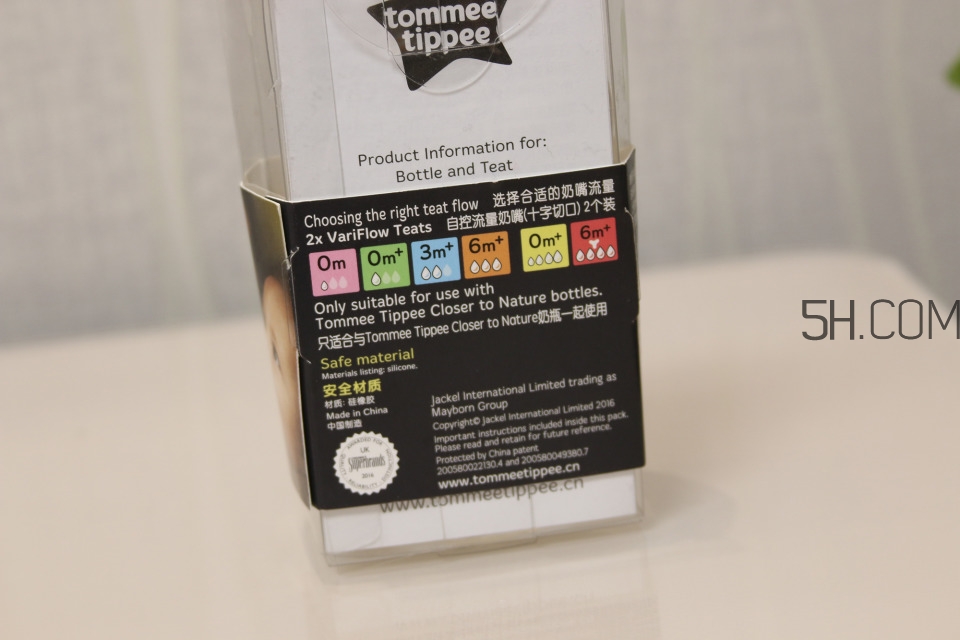 tommee
tippee
Product Information for:
Bottle and Teat
Choosing the right teat flow 选择合适的奶嘴流量
2x VariFlow Teats 自控流量奶嘴(十字切口) 2个装
0m 0m+ 3m+ 6m+ 0m+ 6m+
Only suitable for use with
Tommee Tippee Closer to Nature bottles.
只适合与Tommee Tippee Closer to Nature奶瓶一起使用
Safe material
Materials listing: silicone.
安全材质
材质: 硅橡胶
Made in China
中国制造
UK
Superbrands
2016
Jackel International Limited trading as
Mayborn Group
Copyright© Jackel International Limited 2016
Important instructions included inside this pack.
Please read and retain for future reference.
Protected by China patent
200580022130.4 and 200580049380.7
www.tommeetippee.cn
www.tommeetippee.cn
5H.COM